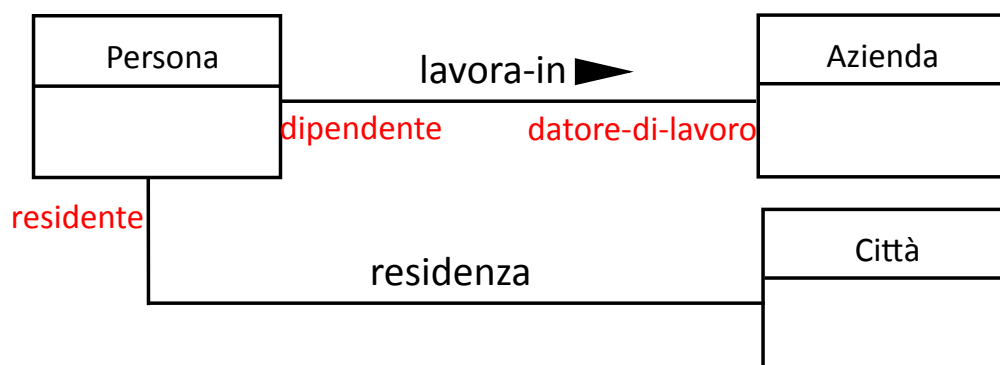 Persona
lavora-in
Azienda
dipendente
datore-di-lavoro
residente
residenza
Città